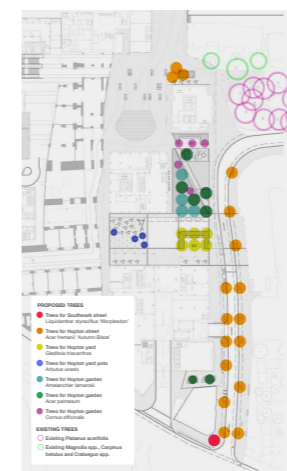 PROPOSED TREES
Trees for Southwark street
Liquidambar styraciflua 'Worplesdon'
Trees for Hopton street
Acer fremanii 'Autumn Blaze'
Trees for Hopton yard
Gleditsia triacanthos
Trees for Hopton yard pots
Arbutus unedo
Trees for Hopton garden
Amelanchier lamarckii
Trees for Hopton garden
Acer palmatum
Trees for Hopton garden
Cornus officinalis
EXISTING TREES
Existing Platanus acerifolia
Existing Magnolia spp., Carpinus
betulus and Crataegus spp.